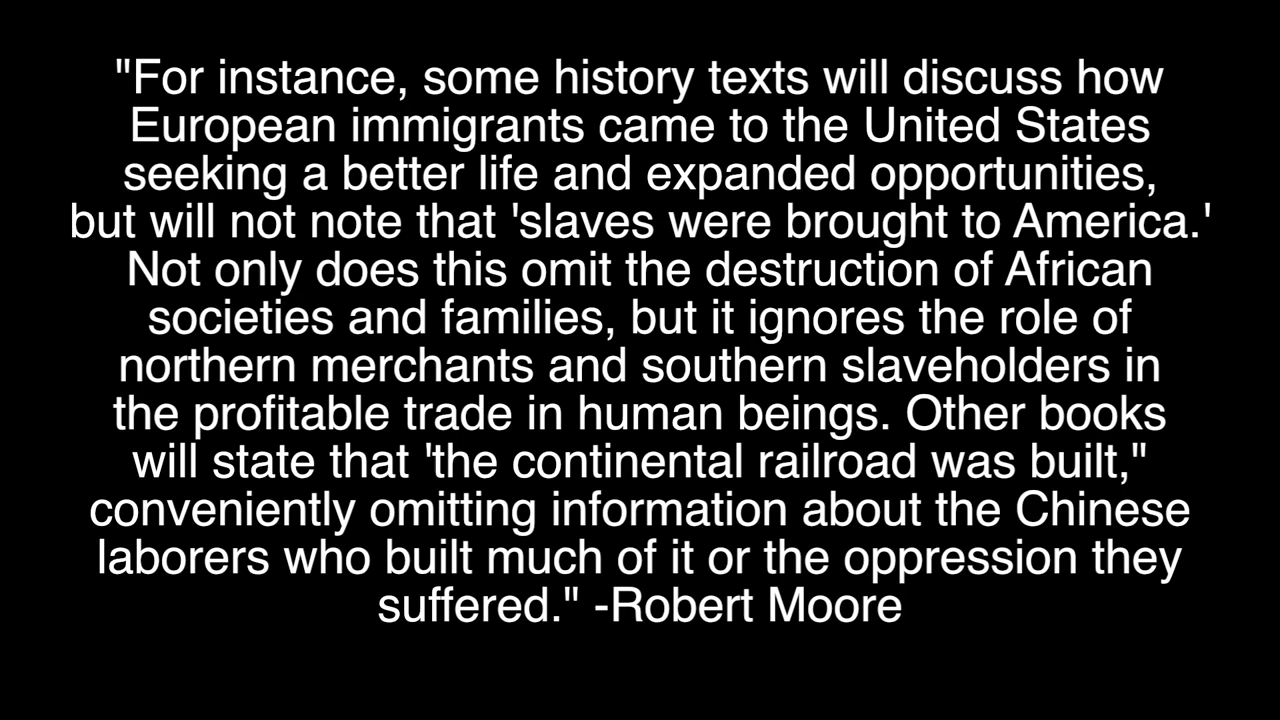 "For instance, some history texts will discuss how
European immigrants came to the United States
seeking a better life and expanded opportunities,
but will not note that 'slaves were brought to America.'
Not only does this omit the destruction of African
societies and families, but it ignores the role of
northern merchants and southern slaveholders in
the profitable trade in human beings. Other books
will state that 'the continental railroad was built,"
conveniently omitting information about the Chinese
laborers who built much of it or the oppression they
suffered." -Robert Moore